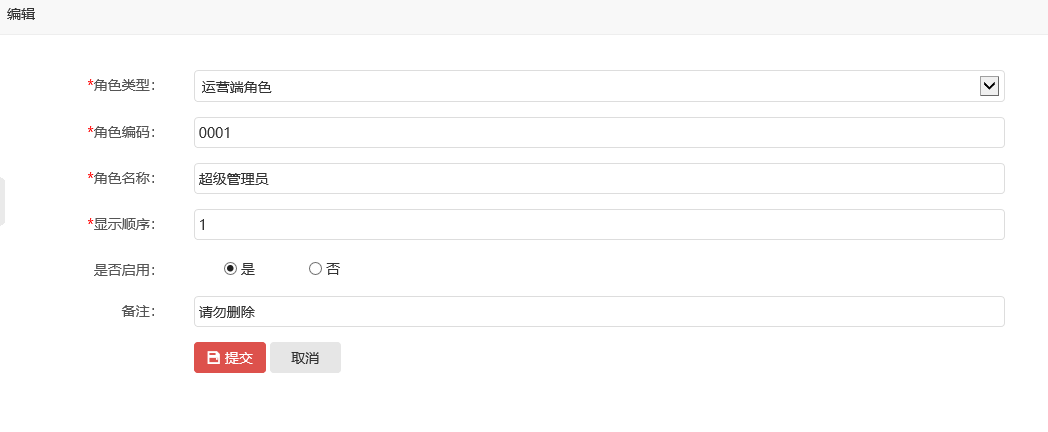 编辑
*角色类型： 运营端角色
*角色编码： 0001
*角色名称： 超级管理员
*显示顺序： 1
是否启用： 是 否
备注： 请勿删除
提交 取消